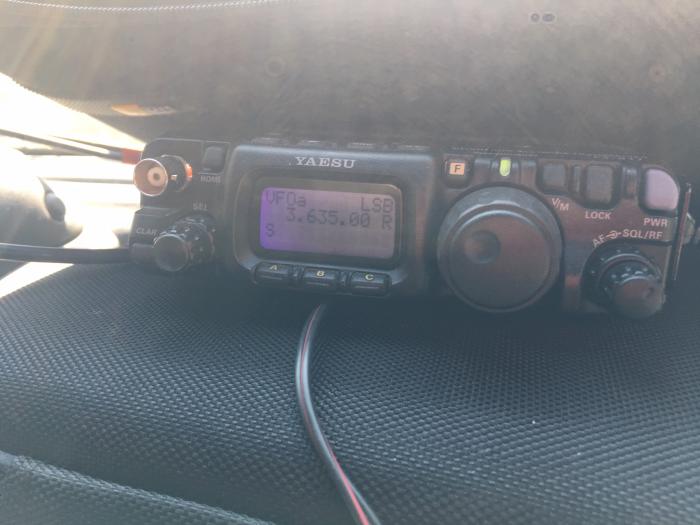 YAESU
F
HOME
VFOa LSB
3.635.00 R
S
SEL
CLAR
A B C
V/M
LOCK
PWR
AF SQL/RF